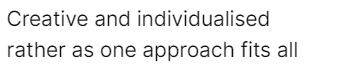 Creative and individualised
rather as one approach fits all